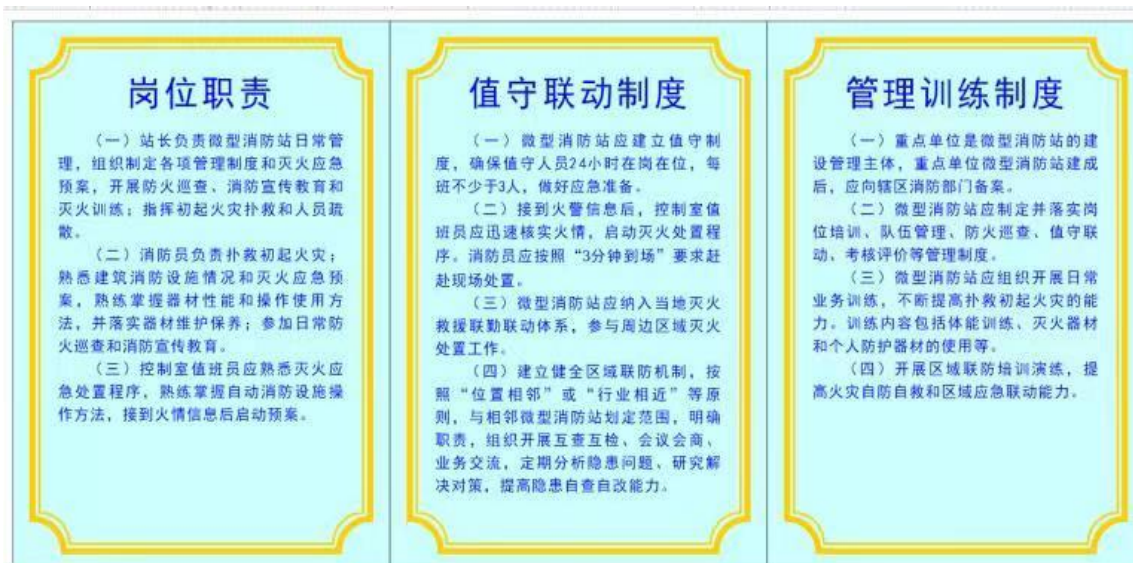 岗位职责
（一）站长负责微型消防站日常管
理，组织制定各项管理制度和灭火应急
预案，开展防火巡查、消防宣传教育和
灭火训练；指挥初起火灾扑救和人员疏
散。
（二）消防员负责扑救初起火灾；
熟悉建筑消防设施情况和灭火应急预
案，熟练掌握器材性能和操作使用方
法，并落实器材维护保养；参加日常防
火巡查和消防宣传教育。
（三）控制室值班员应熟悉灭火应
急处置程序，熟练掌握自动消防设施操
作方法，接到火情信息后启动预案。
值守联动制度
（一）微型消防站应建立值守制
度，确保值守人员24小时在岗在位，每
班不少于3人，做好应急准备。
（二）接到火警信息后，控制室值
班员应迅速核实火情，启动灭火处置程
序。消防员应按照“3分钟到场”要求赶
赴现场处置。
（三）微型消防站应纳入当地灭火
救援联勤联动体系，参与周边区域灭火
处置工作。
（四）建立健全区域联防机制，按
照“位置相邻”或“行业相近”等原
则，与相邻微型消防站划定范围，明确
职责，组织开展互查互检、会议会商、
业务交流，定期分析隐患问题、研究解
决对策，提高隐患自查自改能力。
管理训练制度
（一）重点单位是微型消防站的建
设管理主体，重点单位微型消防站建成
后，应向辖区消防部门备案。
（二）微型消防站应制定并落实岗
位培训、队伍管理、防火巡查、值守联
动、考核评价等管理制度。
（三）微型消防站应组织开展日常
业务训练，不断提高扑救初起火灾的能
力。训练内容包括体能训练、灭火器材
和个人防护器材的使用等。
（四）开展区域联防培训演练，提
高火灾自防自救和区域应急联动能力。